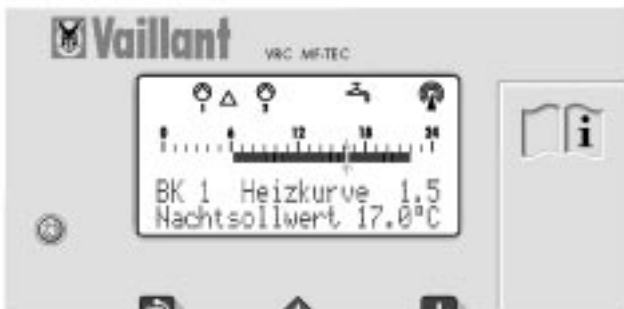 Vaillant
VRC MF-TEC
0 6 12 18 24
BK 1 Heizkurve 1.5
Nachtsollwert 17.0°C
i